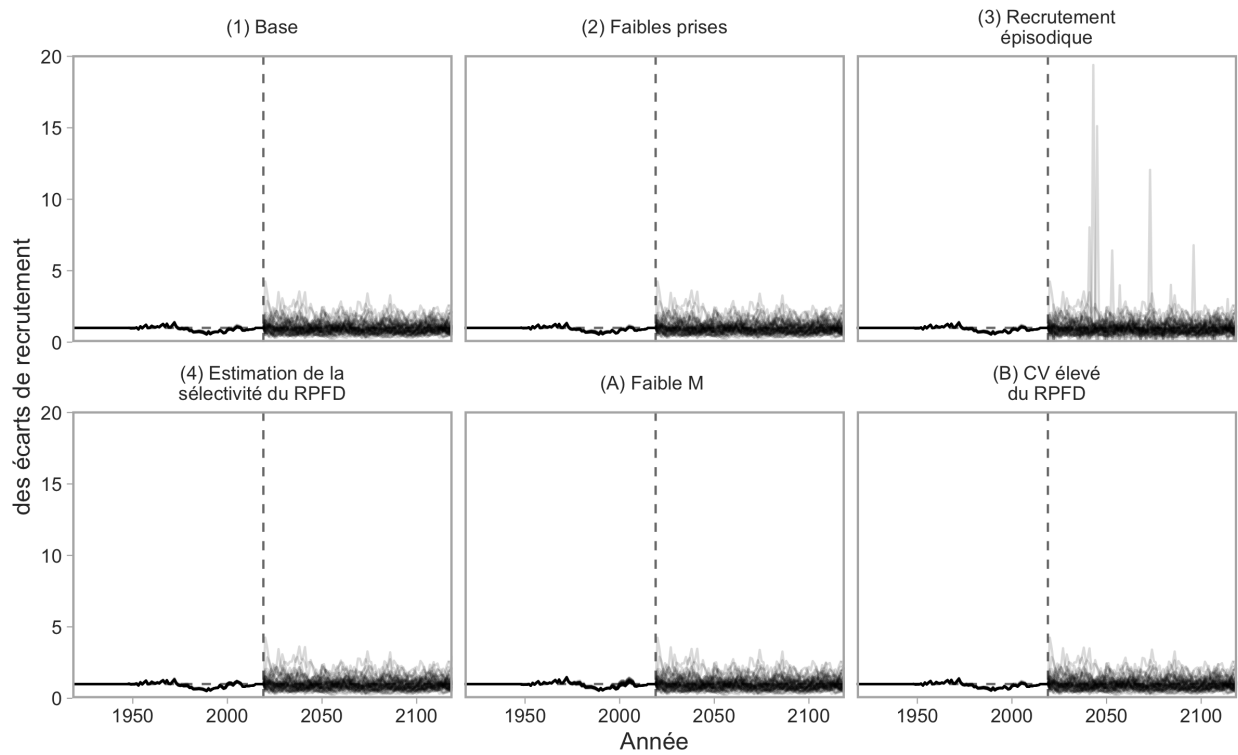 (1) Base
(2) Faibles prises
(3) Recrutement
épisodique
20
15
10
5
0
(4) Estimation de la
sélectivité du RPFD
(A) Faible M
(B) CV élevé
du RPFD
20
15
10
5
0
des écarts de recrutement
1950 2000 2050 2100
1950 2000 2050 2100
1950 2000 2050 2100
Année